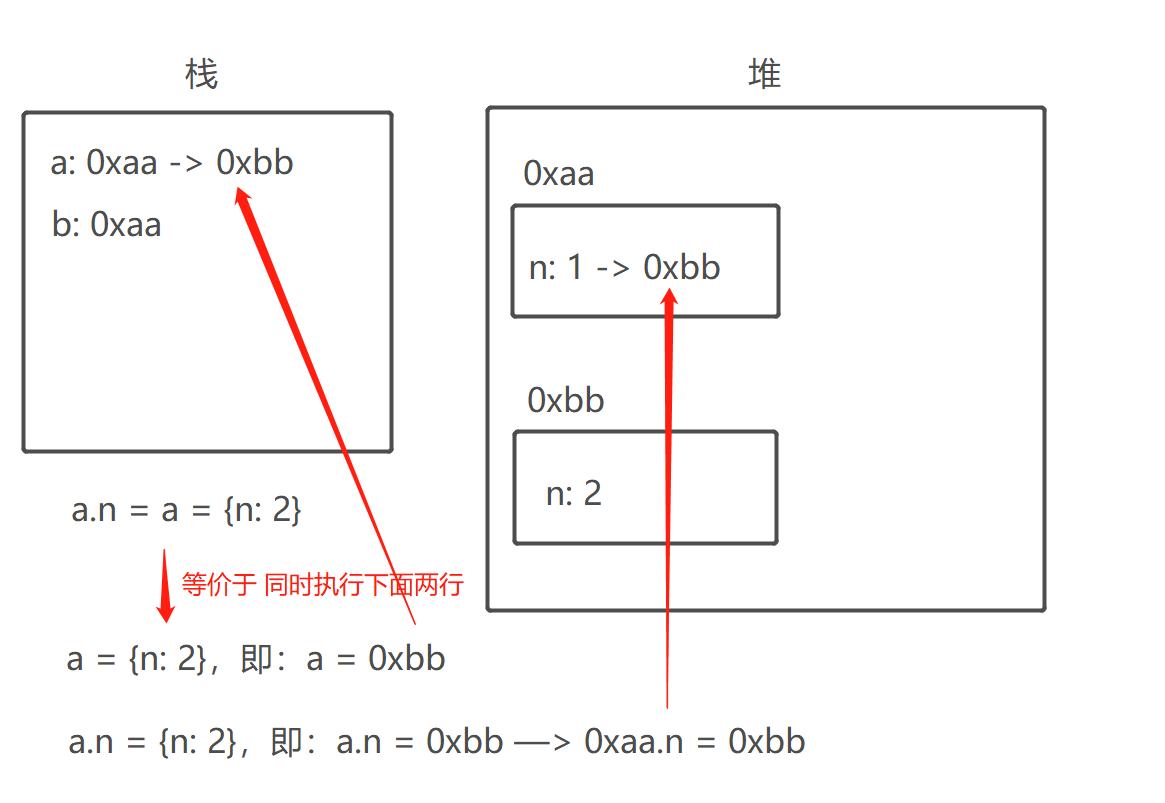 栈
堆
a: 0xaa -> 0xbb
b: 0xaa
0xaa
n: 1 -> 0xbb
0xbb
n: 2
a.n = a = {n: 2}
等价于 同时执行下面两行
a = {n: 2}，即：a = 0xbb
a.n = {n: 2}，即：a.n = 0xbb —> 0xaa.n = 0xbb